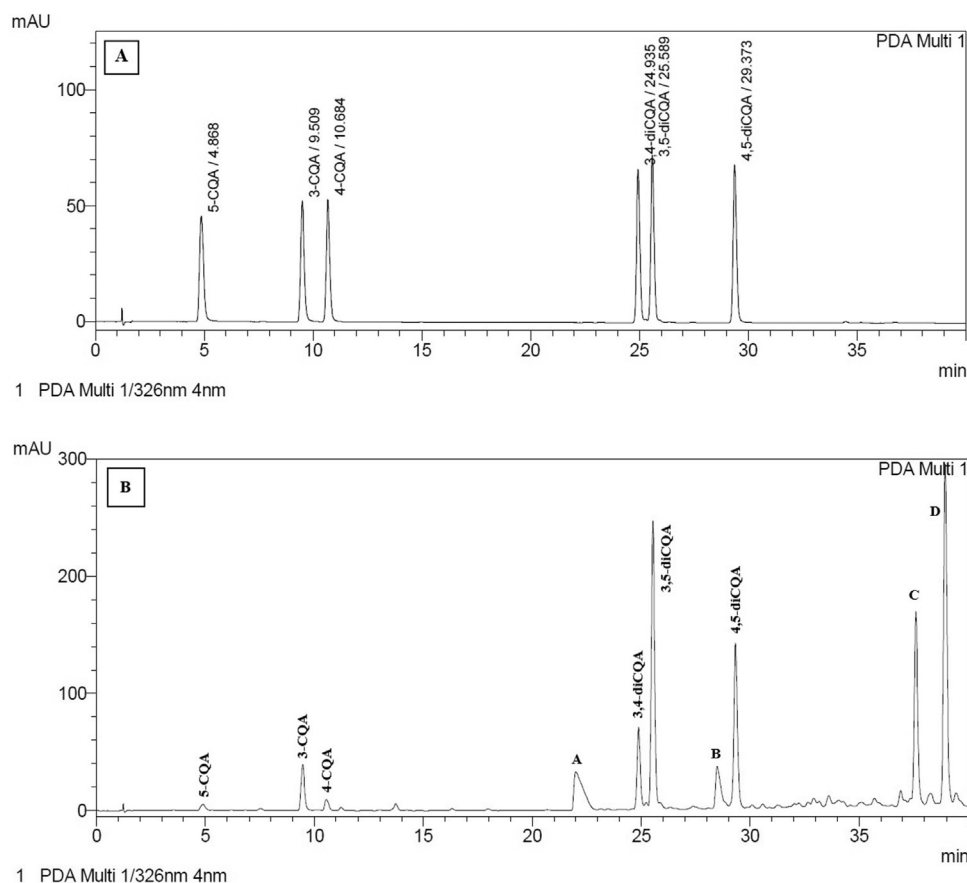 mAU
A
PDA Multi 1
100
50
0
5-CQA / 4.868
3-CQA / 9.509
4-CQA / 10.684
3,4-diCQA / 24.935
3,5-diCQA / 25.589
4,5-diCQA / 29.373
0 5 10 15 20 25 30 35
min
1 PDA Multi 1/326nm 4nm
mAU
300
B
PDA Multi 1
200
100
0
5-CQA
3-CQA
4-CQA
A
3,4-diCQA
3,5-diCQA
B
4,5-diCQA
C
D
0 5 10 15 20 25 30 35
min
1 PDA Multi 1/326nm 4nm